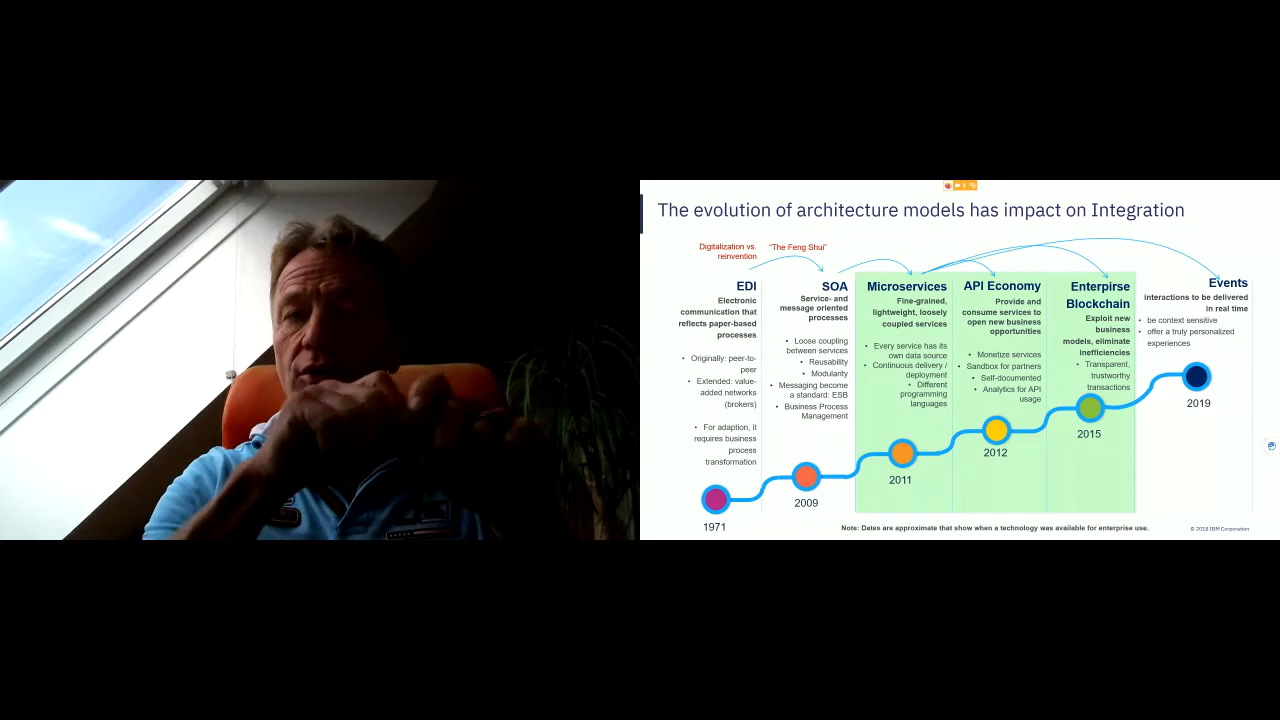 The evolution of architecture models has impact on Integration
Digitalization vs.
reinvention
"The Feng Shui"
EDI
Electronic
communication that
reflects paper-based
processes
• Originally: peer-to-
peer
• Extended: value-
added networks
(brokers)
• For adaption, it
requires business
process
transformation
1971
SOA
Service- and
message oriented
processes
• Loose coupling
between services
• Reusability
• Modularity
• Messaging become
a standard: ESB
• Business Process
Management
2009
Microservices
Fine-grained,
lightweight, loosely
coupled services
• Every service has its
own data source
• Continuous delivery /
deployment
• Different
programming
languages
2011
API Economy
Provide and
consume services to
open new business
opportunities
• Monetize services
• Sandbox for partners
• Self-documented
• Analytics for API
usage
2012
Enterpirse
Blockchain
Exploit new
business
models, eliminate
inefficiencies
• Transparent,
trustworthy
transactions
2015
Events
interactions to be delivered
in real time
• be context sensitive
• offer a truly personalized
experiences
2019
Note: Dates are approximate that show when a technology was available for enterprise use.
© 2018 IBM Corporation